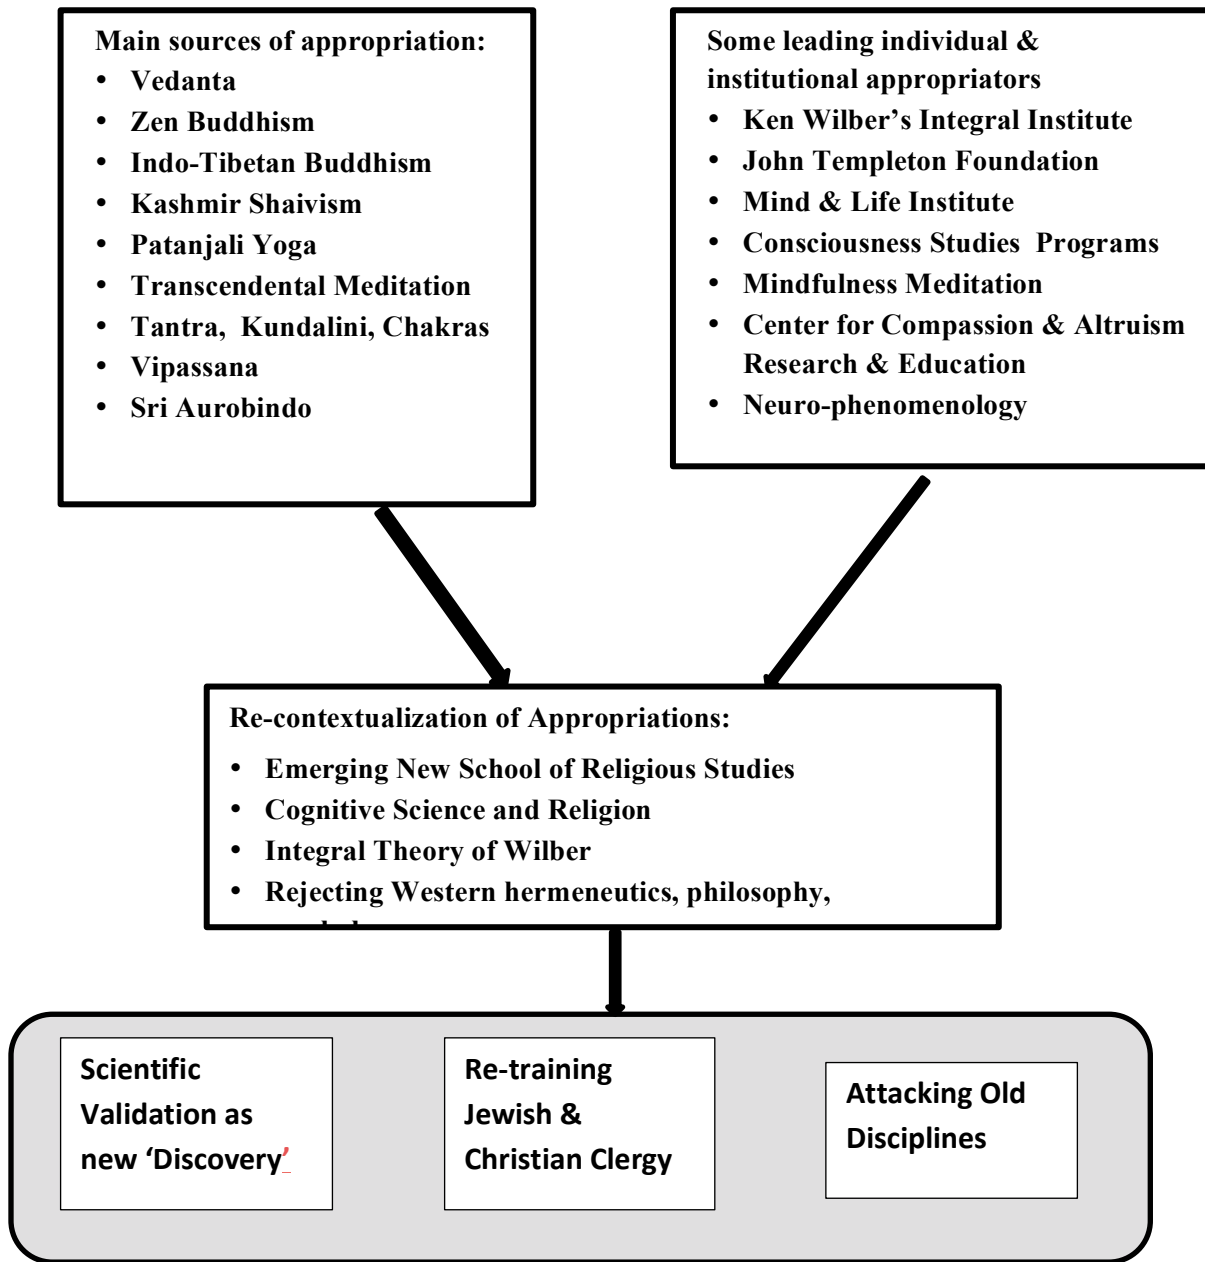 Main sources of appropriation:
• Vedanta
• Zen Buddhism
• Indo-Tibetan Buddhism
• Kashmir Shaivism
• Patanjali Yoga
• Transcendental Meditation
• Tantra, Kundalini, Chakras
• Vipassana
• Sri Aurobindo
Some leading individual &
institutional appropriators
• Ken Wilber’s Integral Institute
• John Templeton Foundation
• Mind & Life Institute
• Consciousness Studies Programs
• Mindfulness Meditation
• Center for Compassion & Altruism
Research & Education
• Neuro-phenomenology
Re-contextualization of Appropriations:
• Emerging New School of Religious Studies
• Cognitive Science and Religion
• Integral Theory of Wilber
• Rejecting Western hermeneutics, philosophy,
Scientific
Validation as
new ‘Discovery’
Re-training
Jewish &
Christian Clergy
Attacking Old
Disciplines